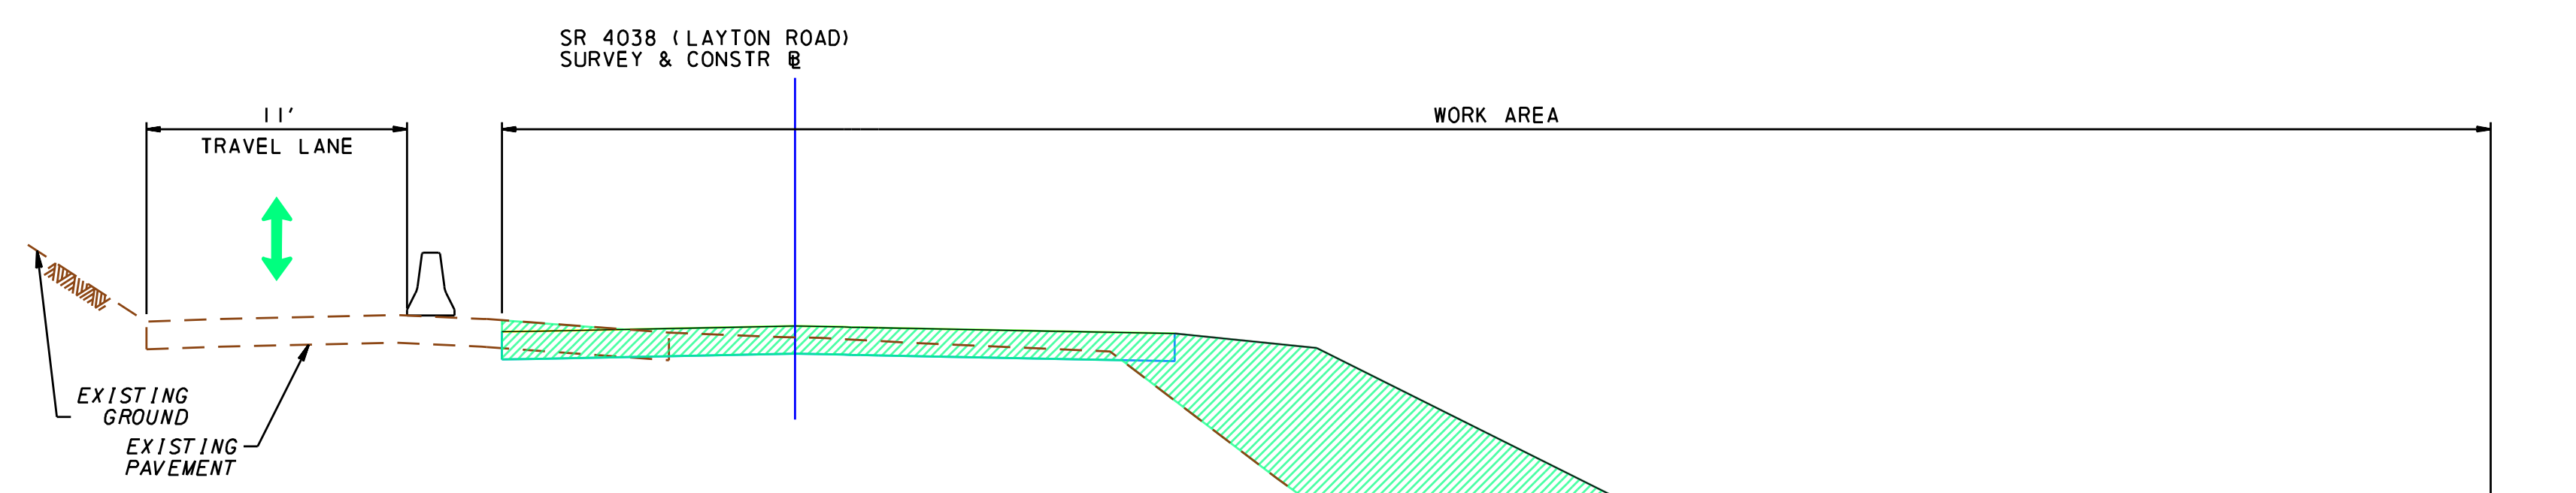 SR 4038 (LAYTON ROAD)
SURVEY & CONSTR ℄
11'
TRAVEL LANE
WORK AREA
EXISTING
GROUND
EXISTING
PAVEMENT